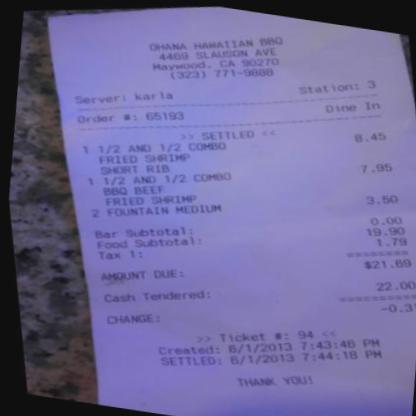 OHANA HAWAIIAN BBQ
4469 SLAUSON AVE
Maywood, CA 90270
(323) 771-9888
Server: karla Station: 3
Order #: 65193 Dine In
>> SETTLED <<
1 1/2 AND 1/2 COMBO 8.45
FRIED SHRIMP
SHORT RIB
1 1/2 AND 1/2 COMBO 7.95
BBQ BEEF
FRIED SHRIMP
2 FOUNTAIN MEDIUM 3.50
Bar Subtotal: 0.00
Food Subtotal: 19.90
Tax 1: 1.79
========
AMOUNT DUE: $21.69
Cash Tendered: 22.00
=========
CHANGE: -0.31
>> Ticket #: 94 <<
Created: 6/1/2013 7:43:46 PM
SETTLED: 6/1/2013 7:44:18 PM
THANK YOU!